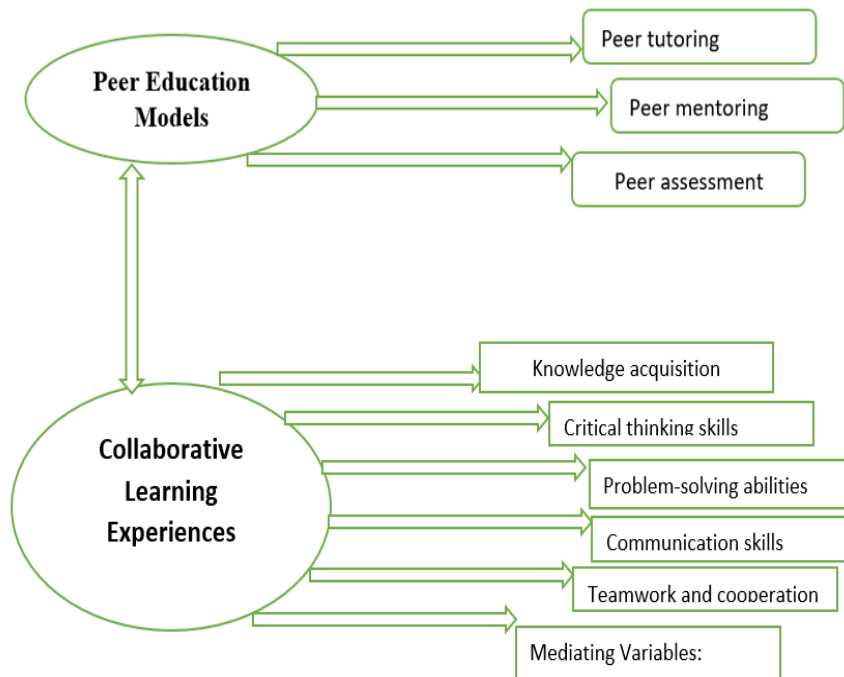 Peer Education
Models
Peer tutoring
Peer mentoring
Peer assessment
Collaborative
Learning
Experiences
Knowledge acquisition
Critical thinking skills
Problem-solving abilities
Communication skills
Teamwork and cooperation
Mediating Variables: